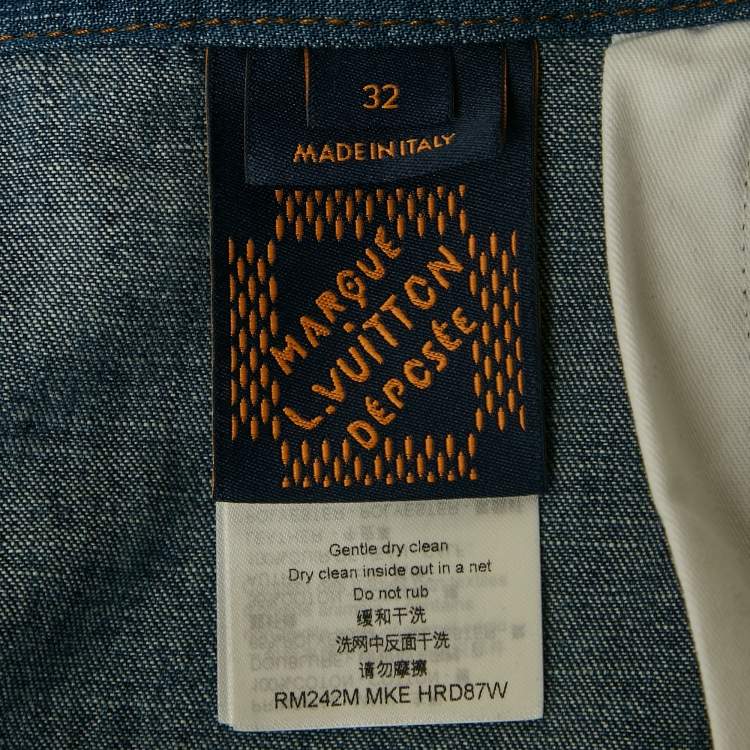 32
MADE IN ITALY
MARQUE
L.VUITTON
DÉPOSÉE
Gentle dry clean
Dry clean inside out in a net
Do not rub
缓和干洗
洗网中反面干洗
请勿摩擦
RM242M MKE HRD87W